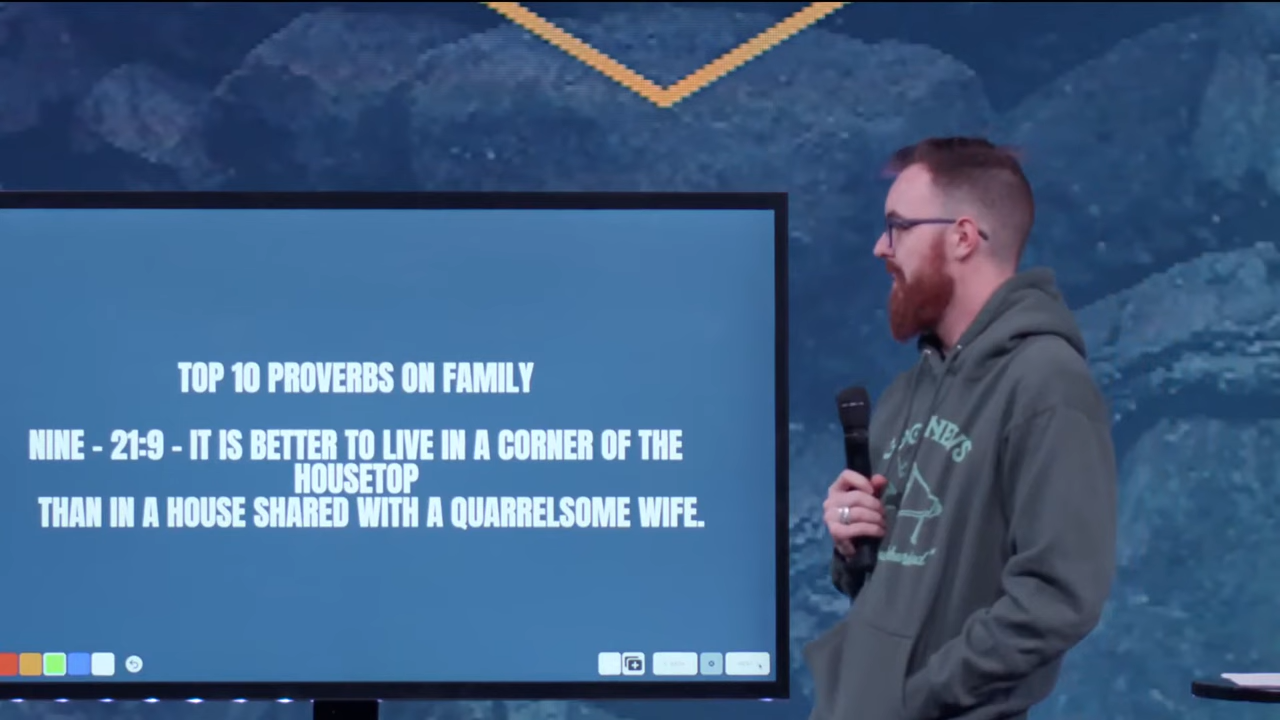 TOP 10 PROVERBS ON FAMILY
NINE - 21:9 - IT IS BETTER TO LIVE IN A CORNER OF THE
HOUSETOP
THAN IN A HOUSE SHARED WITH A QUARRELSOME WIFE.